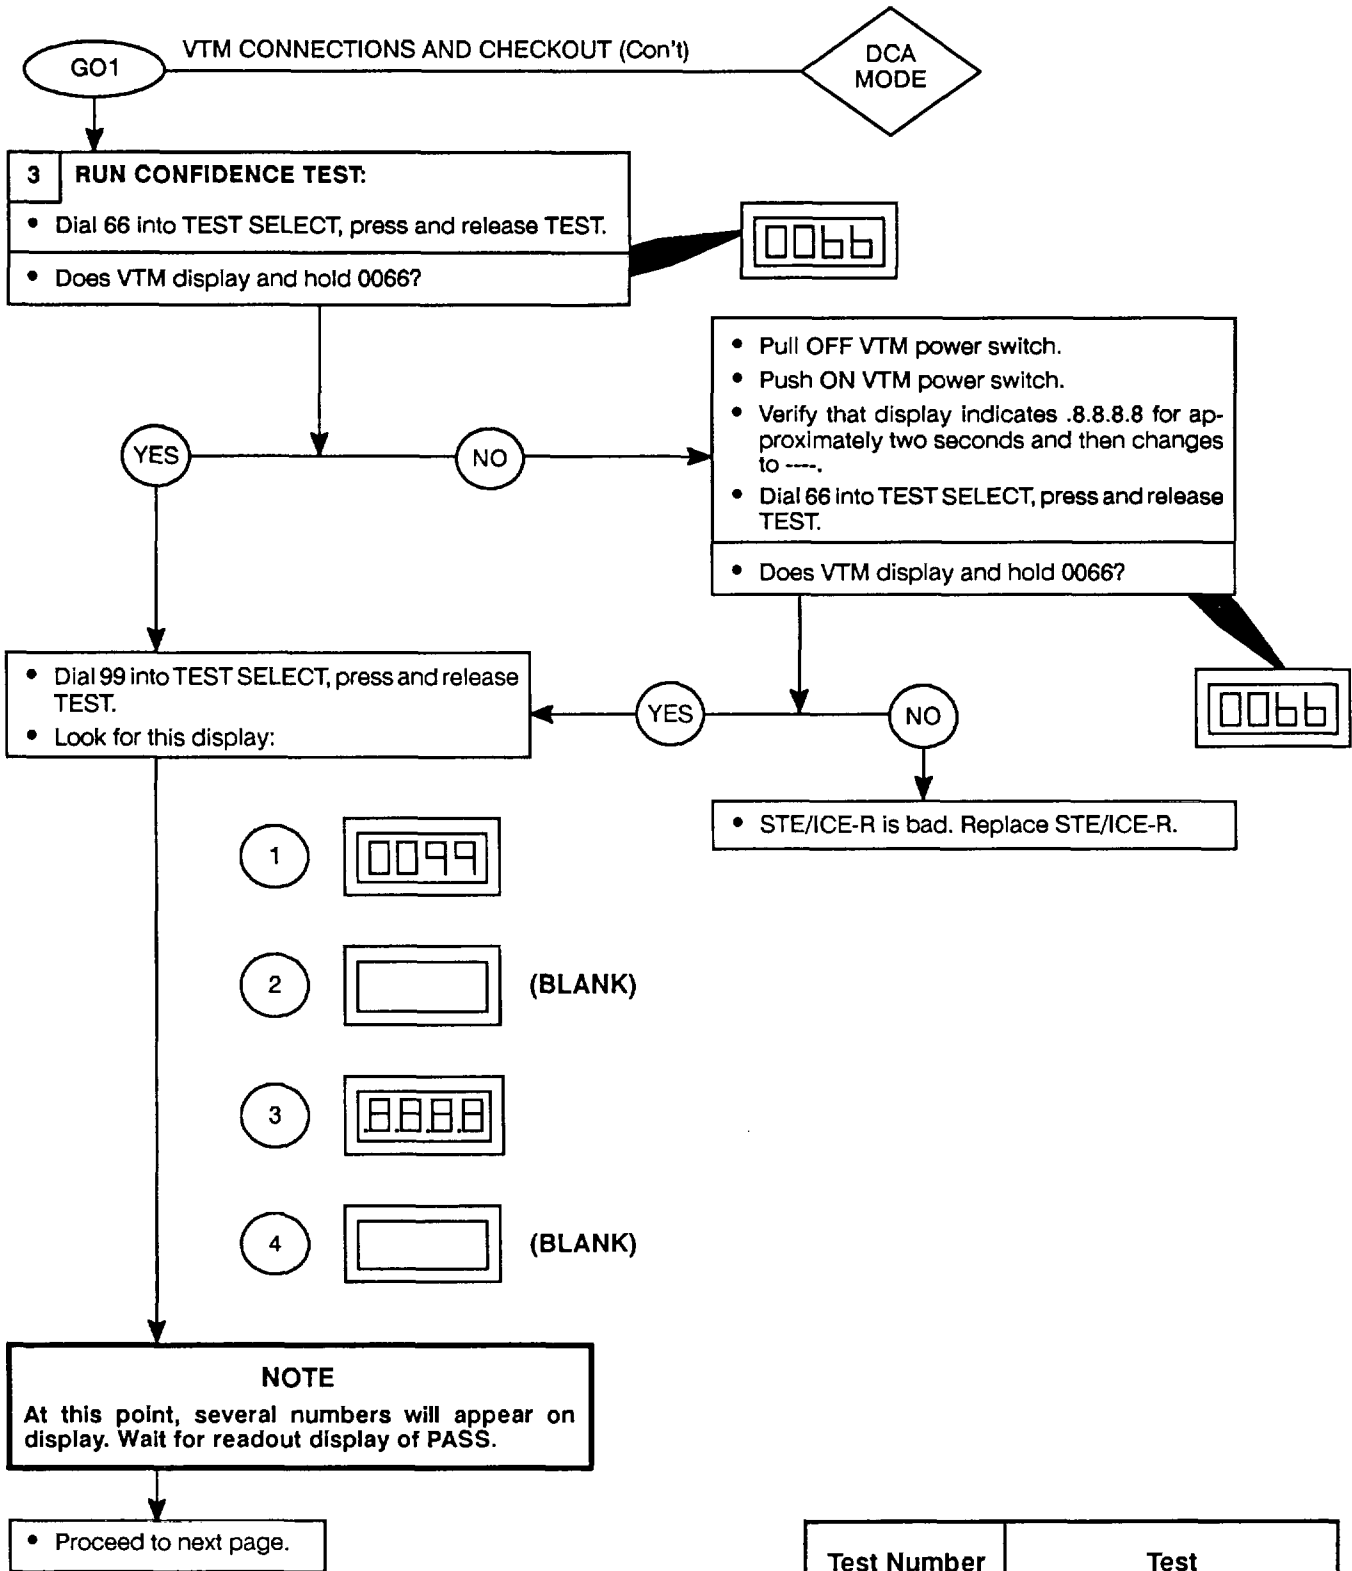 GO1
VTM CONNECTIONS AND CHECKOUT (Con't)
DCA
MODE
3 RUN CONFIDENCE TEST:
• Dial 66 into TEST SELECT, press and release TEST.
• Does VTM display and hold 0066?
0066
• Pull OFF VTM power switch.
• Push ON VTM power switch.
• Verify that display indicates .8.8.8.8 for ap-
proximately two seconds and then changes
to ----.
• Dial 66 into TEST SELECT, press and release
TEST.
• Does VTM display and hold 0066?
YES
NO
0066
• Dial 99 into TEST SELECT, press and release
TEST.
• Look for this display:
YES
NO
• STE/ICE-R is bad. Replace STE/ICE-R.
1 0099
2 (BLANK)
3 .8.8.8.8
4 (BLANK)
NOTE
At this point, several numbers will appear on
display. Wait for readout display of PASS.
• Proceed to next page.
Test Number Test